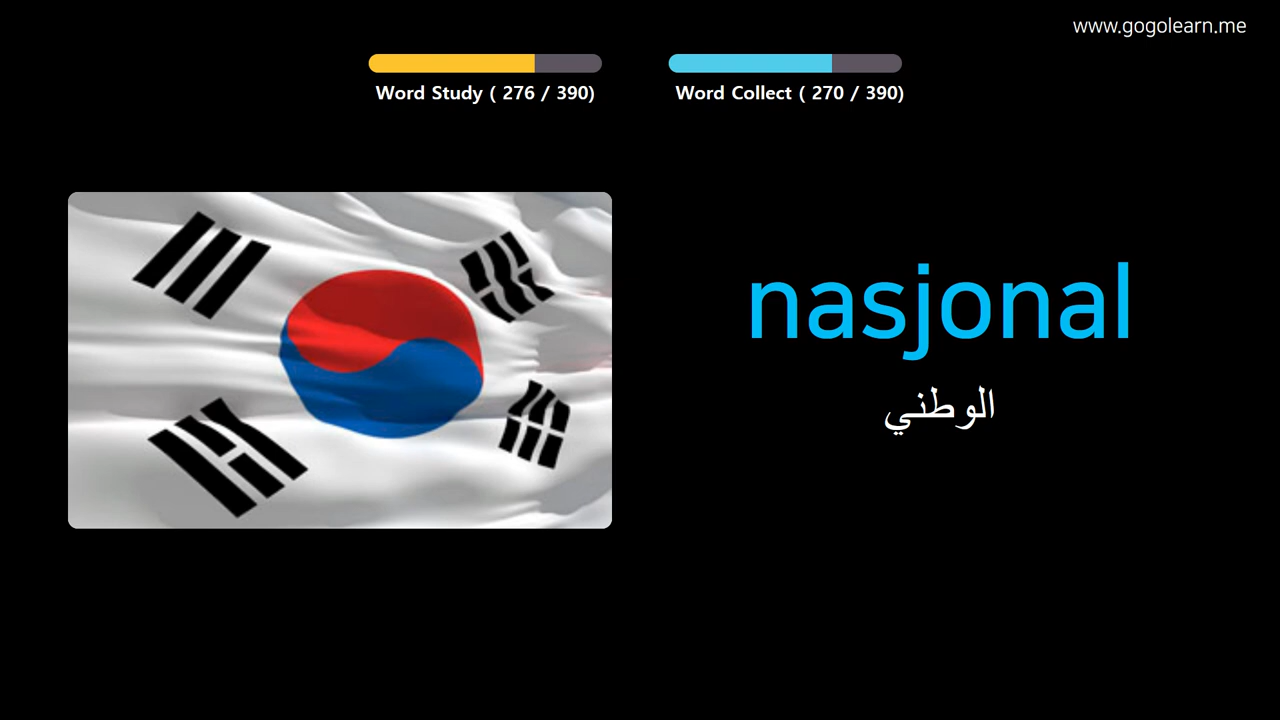 www.gogolearn.me
Word Study ( 276 / 390)
Word Collect ( 270 / 390)
nasjonal
الوطني